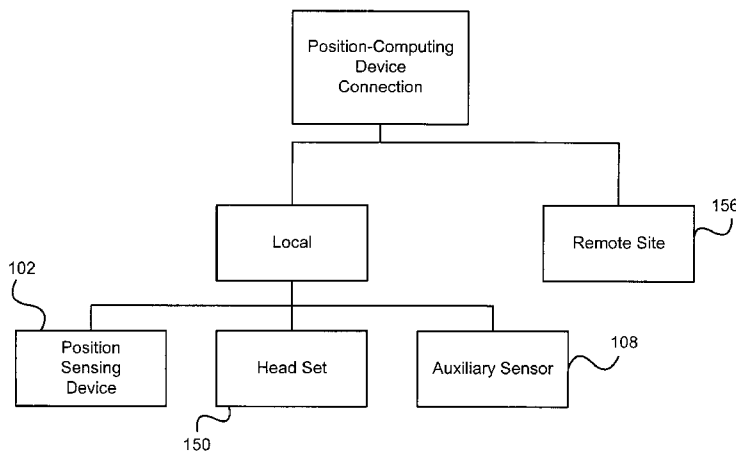 Position-Computing
Device
Connection
Local
Remote Site
156
102
Position
Sensing
Device
Head Set
Auxiliary Sensor
108
150